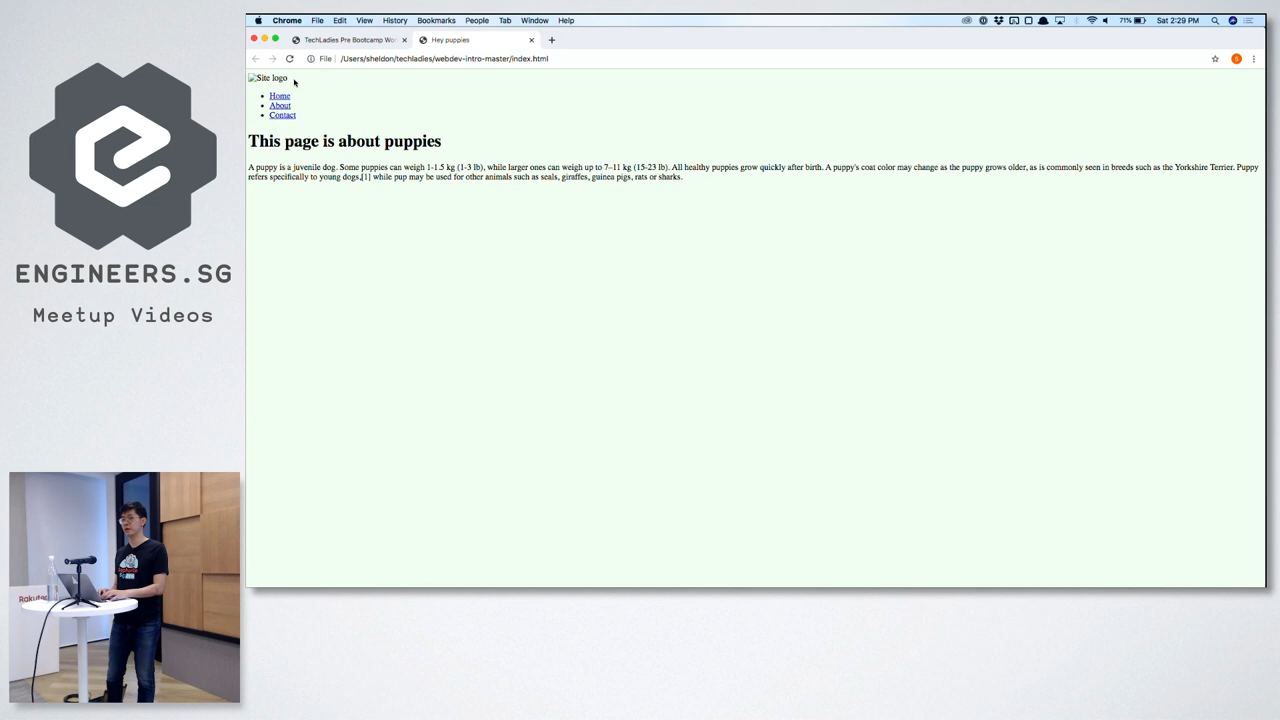 ENGINEERS.SG
Meetup Videos
Chrome File Edit View History Bookmarks People Tab Window Help
71% Sat 2:29 PM
TechLadies Pre Bootcamp Wor
Hey puppies
File /Users/sheldon/techladies/webdev-intro-master/index.html
Site logo
Home
About
Contact
This page is about puppies
A puppy is a juvenile dog. Some puppies can weigh 1-1.5 kg (1-3 lb), while larger ones can weigh up to 7–11 kg (15-23 lb). All healthy puppies grow quickly after birth. A puppy's coat color may change as the puppy grows older, as is commonly seen in breeds such as the Yorkshire Terrier. Puppy
refers specifically to young dogs,[1] while pup may be used for other animals such as seals, giraffes, guinea pigs, rats or sharks.
Rakuten